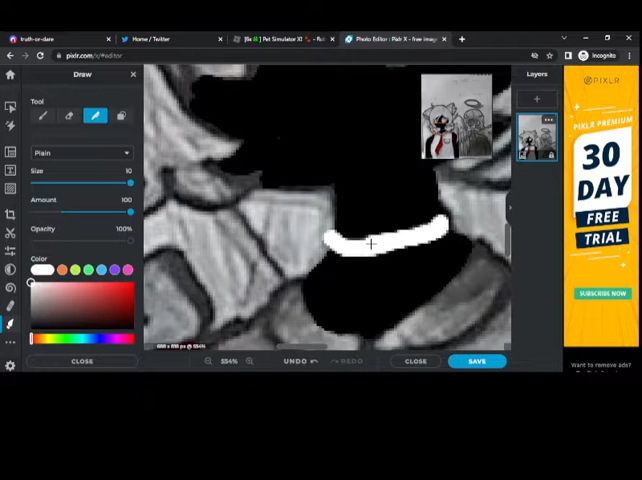 truth-or-dare
Home / Twitter
Pet Simulator X!
Photo Editor : Pixlr X - free imag
pixlr.com/x/#editor
Incognito
Draw
Layers
Tool
Plain
Size 10
Amount 100
Opacity 100%
Color
CLOSE
554%
UNDO
REDO
CLOSE
SAVE
PIXLR
PIXLR PREMIUM
30
DAY
FREE
TRIAL
SUBSCRIBE NOW
Want to remove ads?